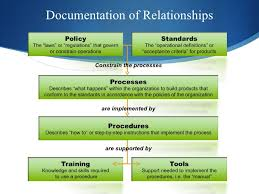 Documentation of Relationships
Policy
The "laws" or "regulations" that govern
or constrain operations
Standards
The "operational definitions" or
"acceptance criteria" for products
Constrain the processes
Processes
Describes "what happens" within the organization to build products that
conform to the standards in accordance with the policies of the organization
are implemented by
Procedures
Describes "how to" or step-by-step instructions that implement the process
are supported by
Training
Knowledge and skills required
to use a procedure
Tools
Support needed to implement the
procedures, i.e. the "manual"